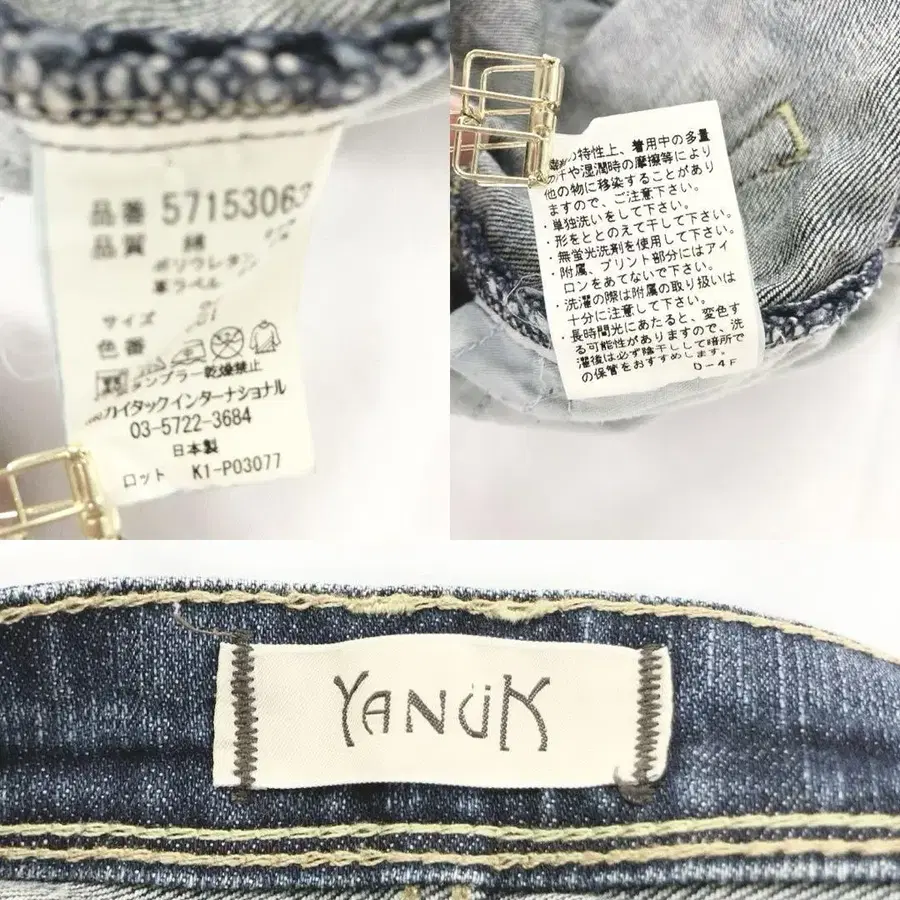 品番 57153063
品質 綿
ポリウレタン
革ラベル
サイズ
色番
タンブラー乾燥禁止
カイタックインターナショナル
03-5722-3684
日本製
ロット K1-P03077
の特性上、着用中の多量
汗や湿潤時の摩擦等により
他の物に移染することがあり
ますので、ご注意下さい。
・単独洗いをして下さい。
・形をととのえて干して下さい。
・無蛍光洗剤を使用して下さい。
・附属、プリント部分にはアイ
ロンをあてないで下さい。
・洗濯の際は附属の取り扱いは
十分に注意して下さい。
・長時間光にあたると、変色す
る可能性がありますので、洗
濯後は必ず陰干しして暗所で
の保管をおすすめします。
D-4F
YANÜK